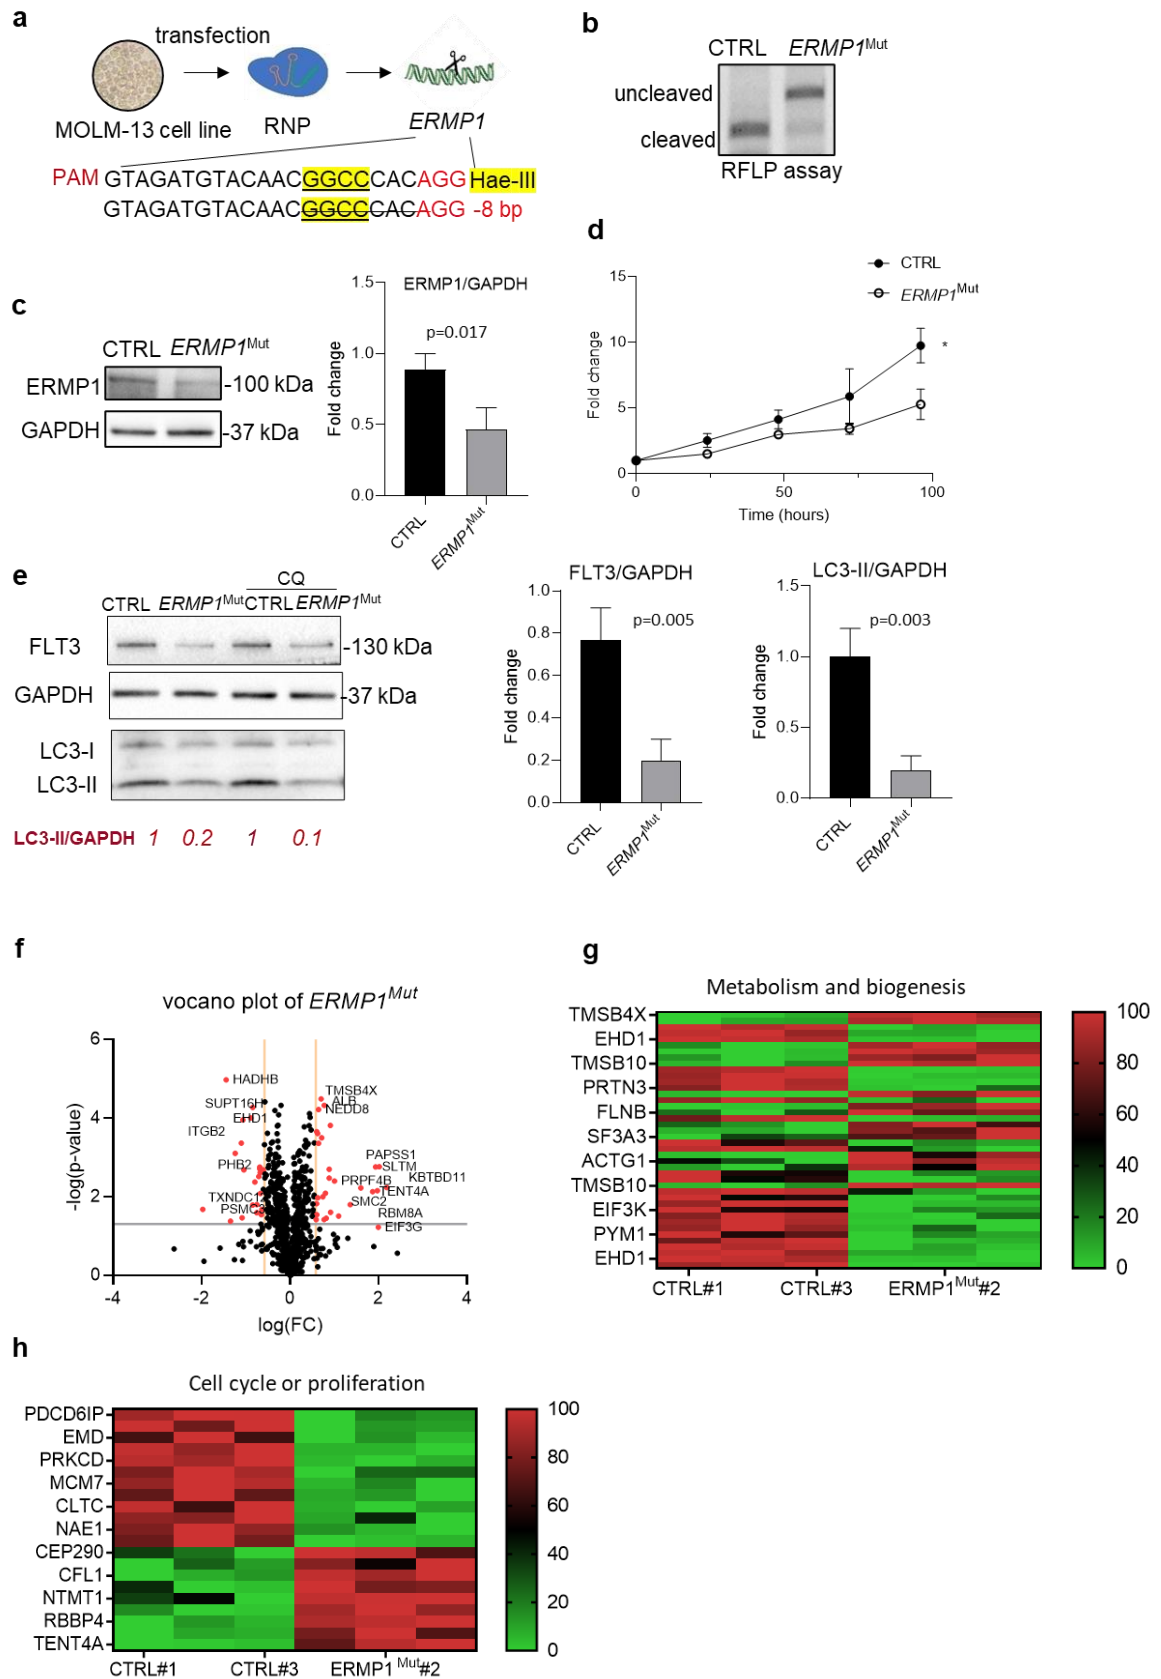 a
transfection
MOLM-13 cell line
RNP
ERMP1
PAM GTAGATGTACAACGGCCCACAGG Hae-III
GTAGATGTACAACGGCCCACAGG -8 bp
b
CTRL ERMP1Mut
uncleaved
cleaved
RFLP assay
c
CTRL ERMP1Mut
ERMP1 -100 kDa
GAPDH -37 kDa
ERMP1/GAPDH
p=0.017
Fold change
1.5
1.0
0.5
0.0
CTRL
ERMP1Mut
d
CTRL
ERMP1Mut
Fold change
15
10
5
0
*
0 50 100
Time (hours)
e
CQ
CTRL ERMP1Mut CTRL ERMP1Mut
FLT3 -130 kDa
GAPDH -37 kDa
LC3-I
LC3-II
LC3-II/GAPDH 1 0.2 1 0.1
FLT3/GAPDH
p=0.005
Fold change
1.0
0.8
0.6
0.4
0.2
0.0
CTRL
ERMP1Mut
LC3-II/GAPDH
p=0.003
Fold change
1.5
1.0
0.5
0.0
CTRL
ERMP1Mut
f
vocano plot of ERMP1Mut
-log(p-value)
6
4
2
0
HADHB
SUPT16H
EHD1
ITGB2
PHB2
TXNDC12
PSMC3
TMSB4X
ALB
NEDD8
PAPSS1
SLTM
KBTBD11
PRPF4B
TENT4A
SMC2
RBM8A
EIF3G
-4 -2 0 2 4
log(FC)
g
Metabolism and biogenesis
TMSB4X
EHD1
TMSB10
PRTN3
FLNB
SF3A3
ACTG1
TMSB10
EIF3K
PYM1
EHD1
CTRL#1 CTRL#3 ERMP1Mut#2
100
80
60
40
20
0
h
Cell cycle or proliferation
PDCD6IP
EMD
PRKCD
MCM7
CLTC
NAE1
CEP290
CFL1
NTMT1
RBBP4
TENT4A
CTRL#1 CTRL#3 ERMP1 Mut#2
100
80
60
40
20
0